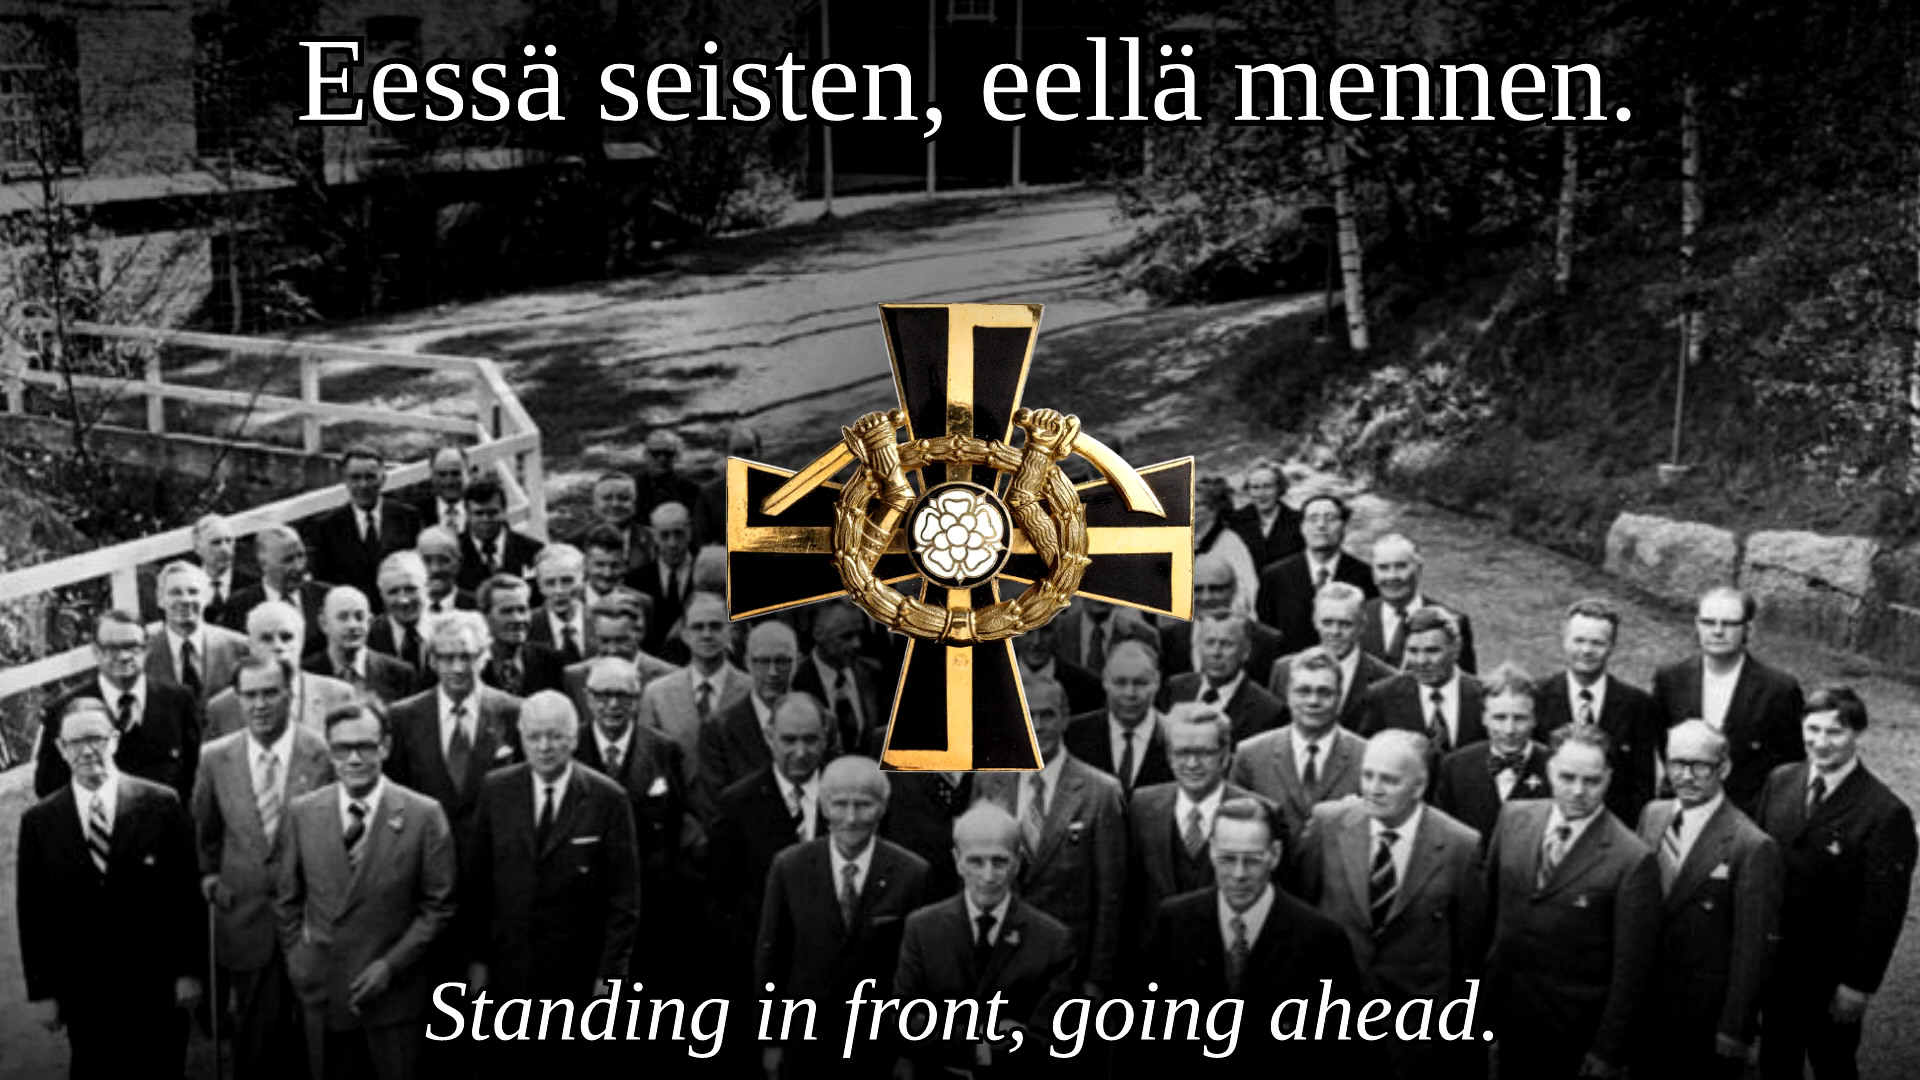 Eessä seisten, eellä mennen.
Standing in front, going ahead.